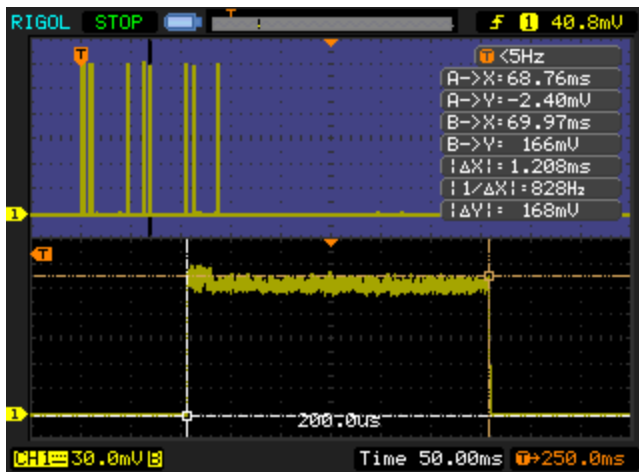 RIGOL STOP T f 1 40.8mV
T
T <5Hz
A->X: 68.76ms
A->Y: -2.40mV
B->X: 69.97ms
B->Y: 166mV
|ΔX|: 1.208ms
|1/ΔX|: 828Hz
|ΔY|: 168mV
1
T
200.0us
1
CH1 30.0mV B Time 50.00ms T→250.0ms